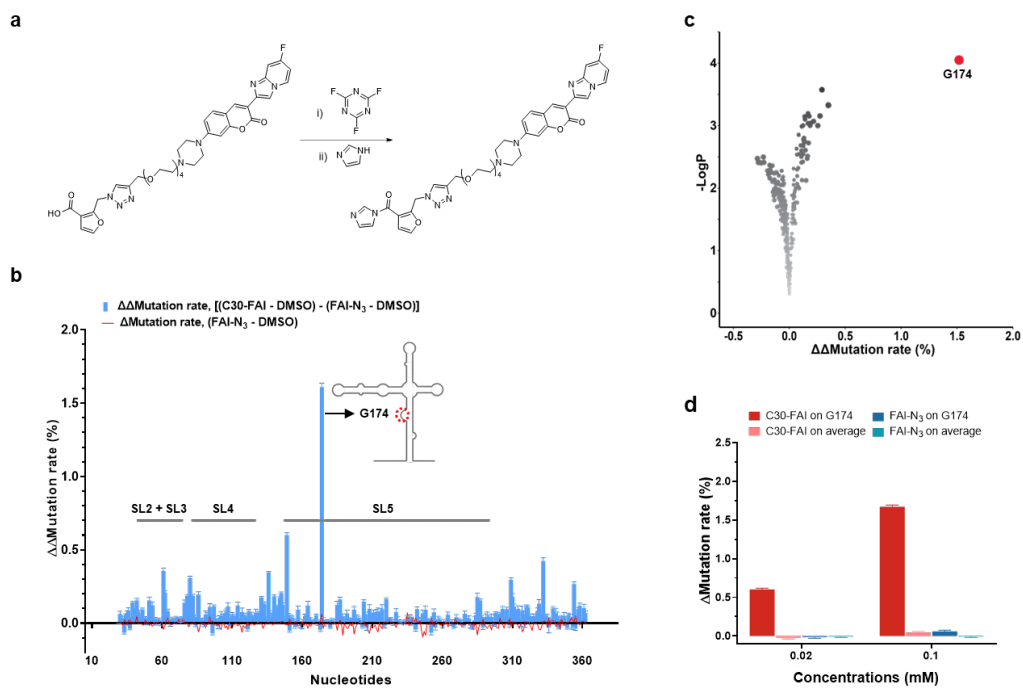 a
F
N
N
F
N
F
N
N
F
i)
ii)
N
NH
N
O
O
N
4
O
N
N
N
HO
O
O
F
N
N
N
O
O
N
4
O
N
N
N
N
N
O
O
b
ΔΔMutation rate, [(C30-FAI - DMSO) - (FAI-N3 - DMSO)]
ΔMutation rate, (FAI-N3 - DMSO)
ΔΔMutation rate (%)
2.0
1.5
1.0
0.5
0.0
G174
SL2 + SL3
SL4
SL5
10
60
110
160
210
260
310
360
Nucleotides
c
-LogP
4
3
2
1
0
G174
-0.5
0.0
0.5
1.0
1.5
2.0
ΔΔMutation rate (%)
d
C30-FAI on G174
FAI-N3 on G174
C30-FAI on average
FAI-N3 on average
ΔMutation rate (%)
2.5
2.0
1.5
1.0
0.5
0.0
0.02
0.1
Concentrations (mM)